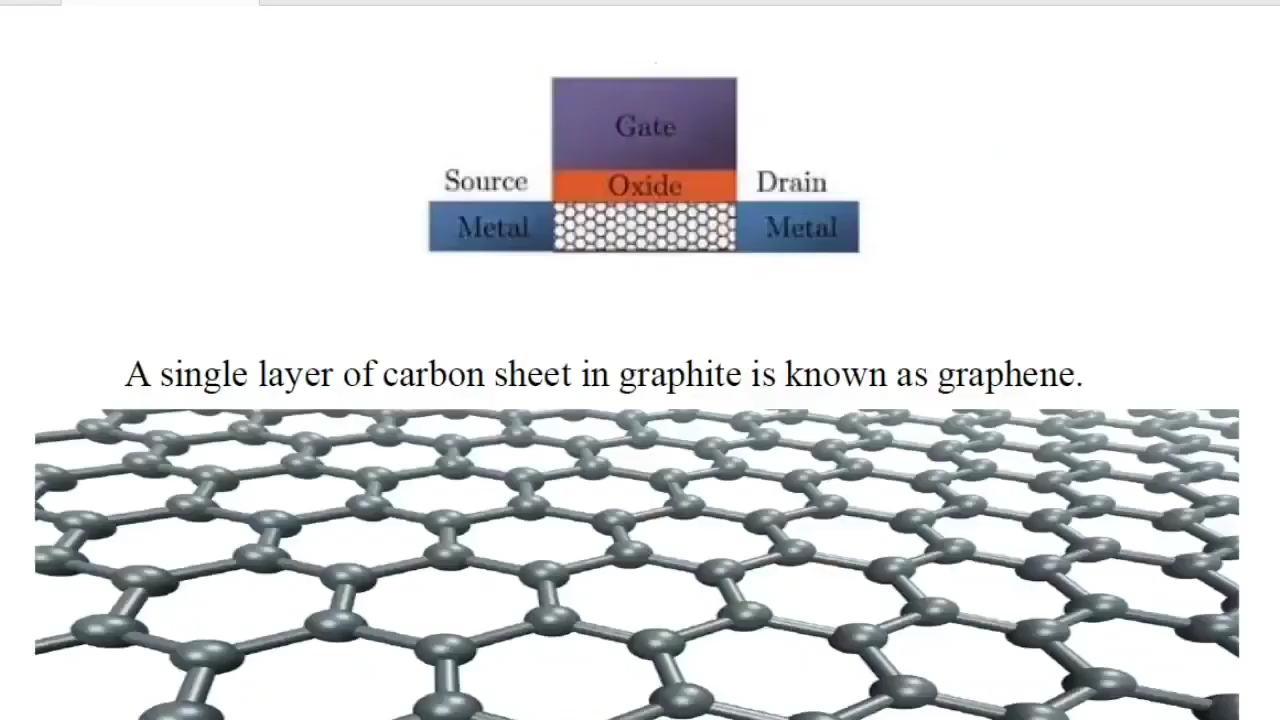 Gate
Source Oxide Drain
Metal Metal
A single layer of carbon sheet in graphite is known as graphene.